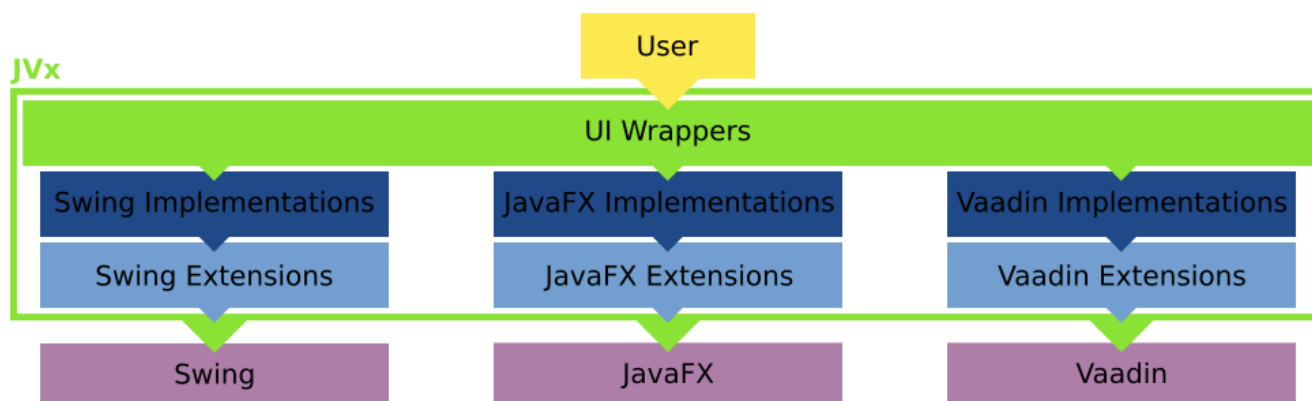 User
JVx
UI Wrappers
Swing Implementations
JavaFX Implementations
Vaadin Implementations
Swing Extensions
JavaFX Extensions
Vaadin Extensions
Swing
JavaFX
Vaadin